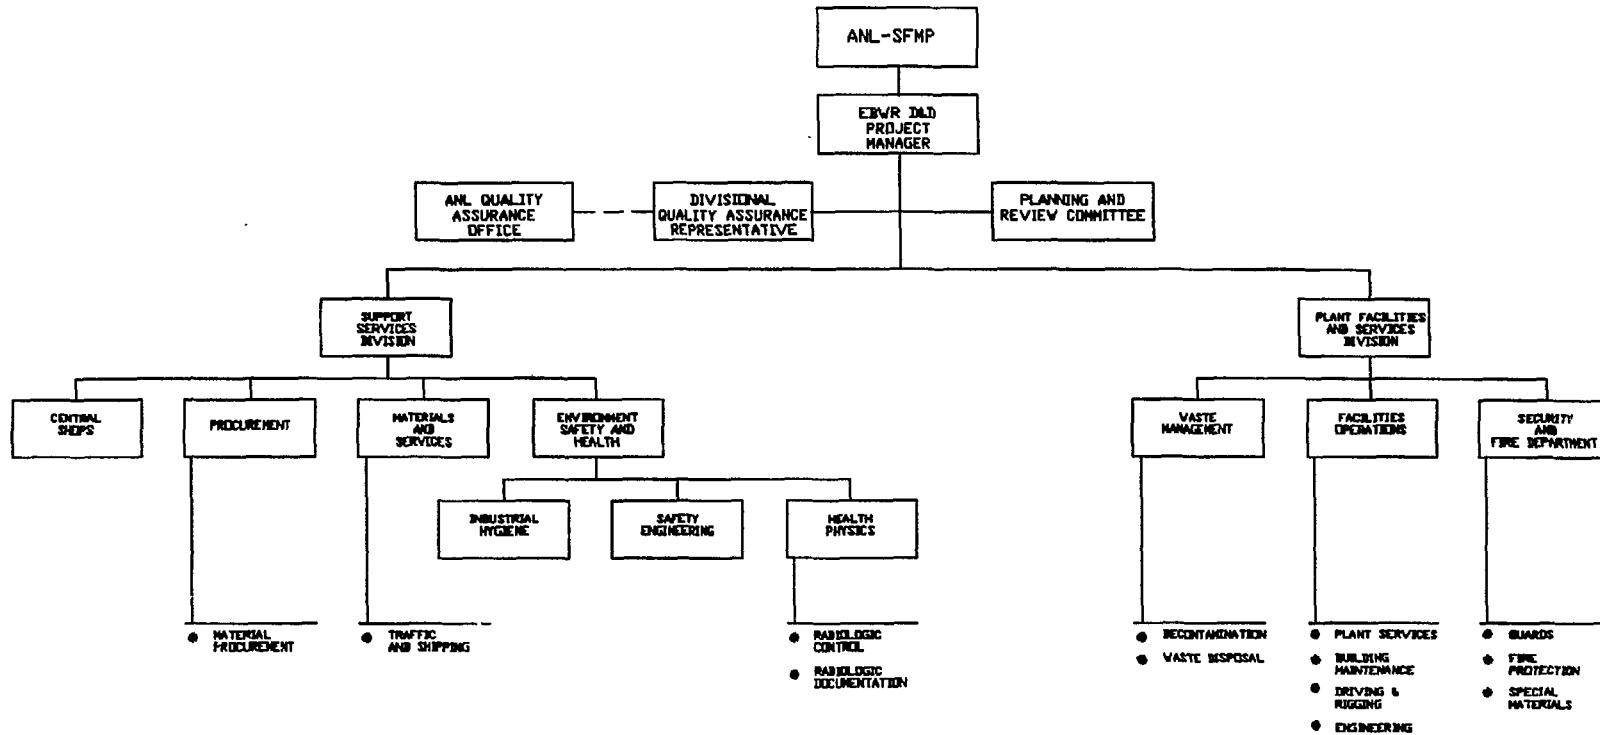 ANL-SFMP
EBWR D&D
PROJECT
MANAGER
ANL QUALITY
ASSURANCE
OFFICE
DIVISIONAL
QUALITY ASSURANCE
REPRESENTATIVE
PLANNING AND
REVIEW COMMITTEE
SUPPORT
SERVICES
DIVISION
PLANT FACILITIES
AND SERVICES
DIVISION
CENTRAL
SHOPS
PROCUREMENT
MATERIALS
AND
SERVICES
ENVIRONMENT
SAFETY AND
HEALTH
WASTE
MANAGEMENT
FACILITIES
OPERATIONS
SECURITY
AND
FIRE DEPARTMENT
INDUSTRIAL
HYGIENE
SAFETY
ENGINEERING
HEALTH
PHYSICS
● MATERIAL
PROCUREMENT
● TRAFFIC
AND SHIPPING
● RADIOLOGIC
CONTROL
● RADIOLOGIC
DOCUMENTATION
● DECONTAMINATION
● WASTE DISPOSAL
● PLANT SERVICES
● BUILDING
MAINTENANCE
● DRIVING &
RIGGING
● ENGINEERING
● GUARDS
● FIRE
PROTECTION
● SPECIAL
MATERIALS